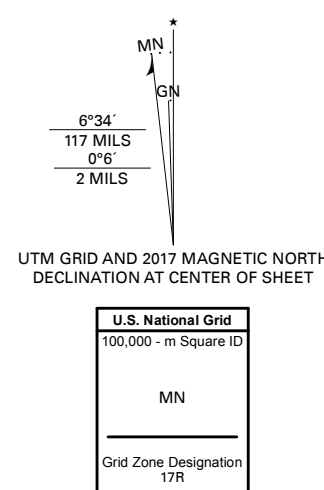 ★
MN
GN
6°34´
117 MILS
0°6´
2 MILS
UTM GRID AND 2017 MAGNETIC NORTH
DECLINATION AT CENTER OF SHEET
U.S. National Grid
100,000 - m Square ID
MN
Grid Zone Designation
17R